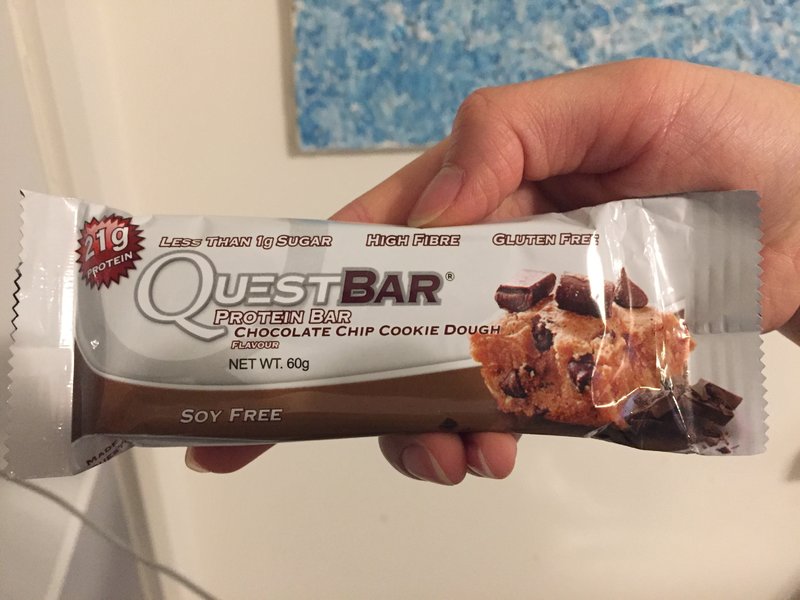 21g
PROTEIN
LESS THAN 1g SUGAR HIGH FIBRE GLUTEN FREE
QUESTBAR®
PROTEIN BAR
CHOCOLATE CHIP COOKIE DOUGH
FLAVOUR
NET WT. 60g
SOY FREE
MADE